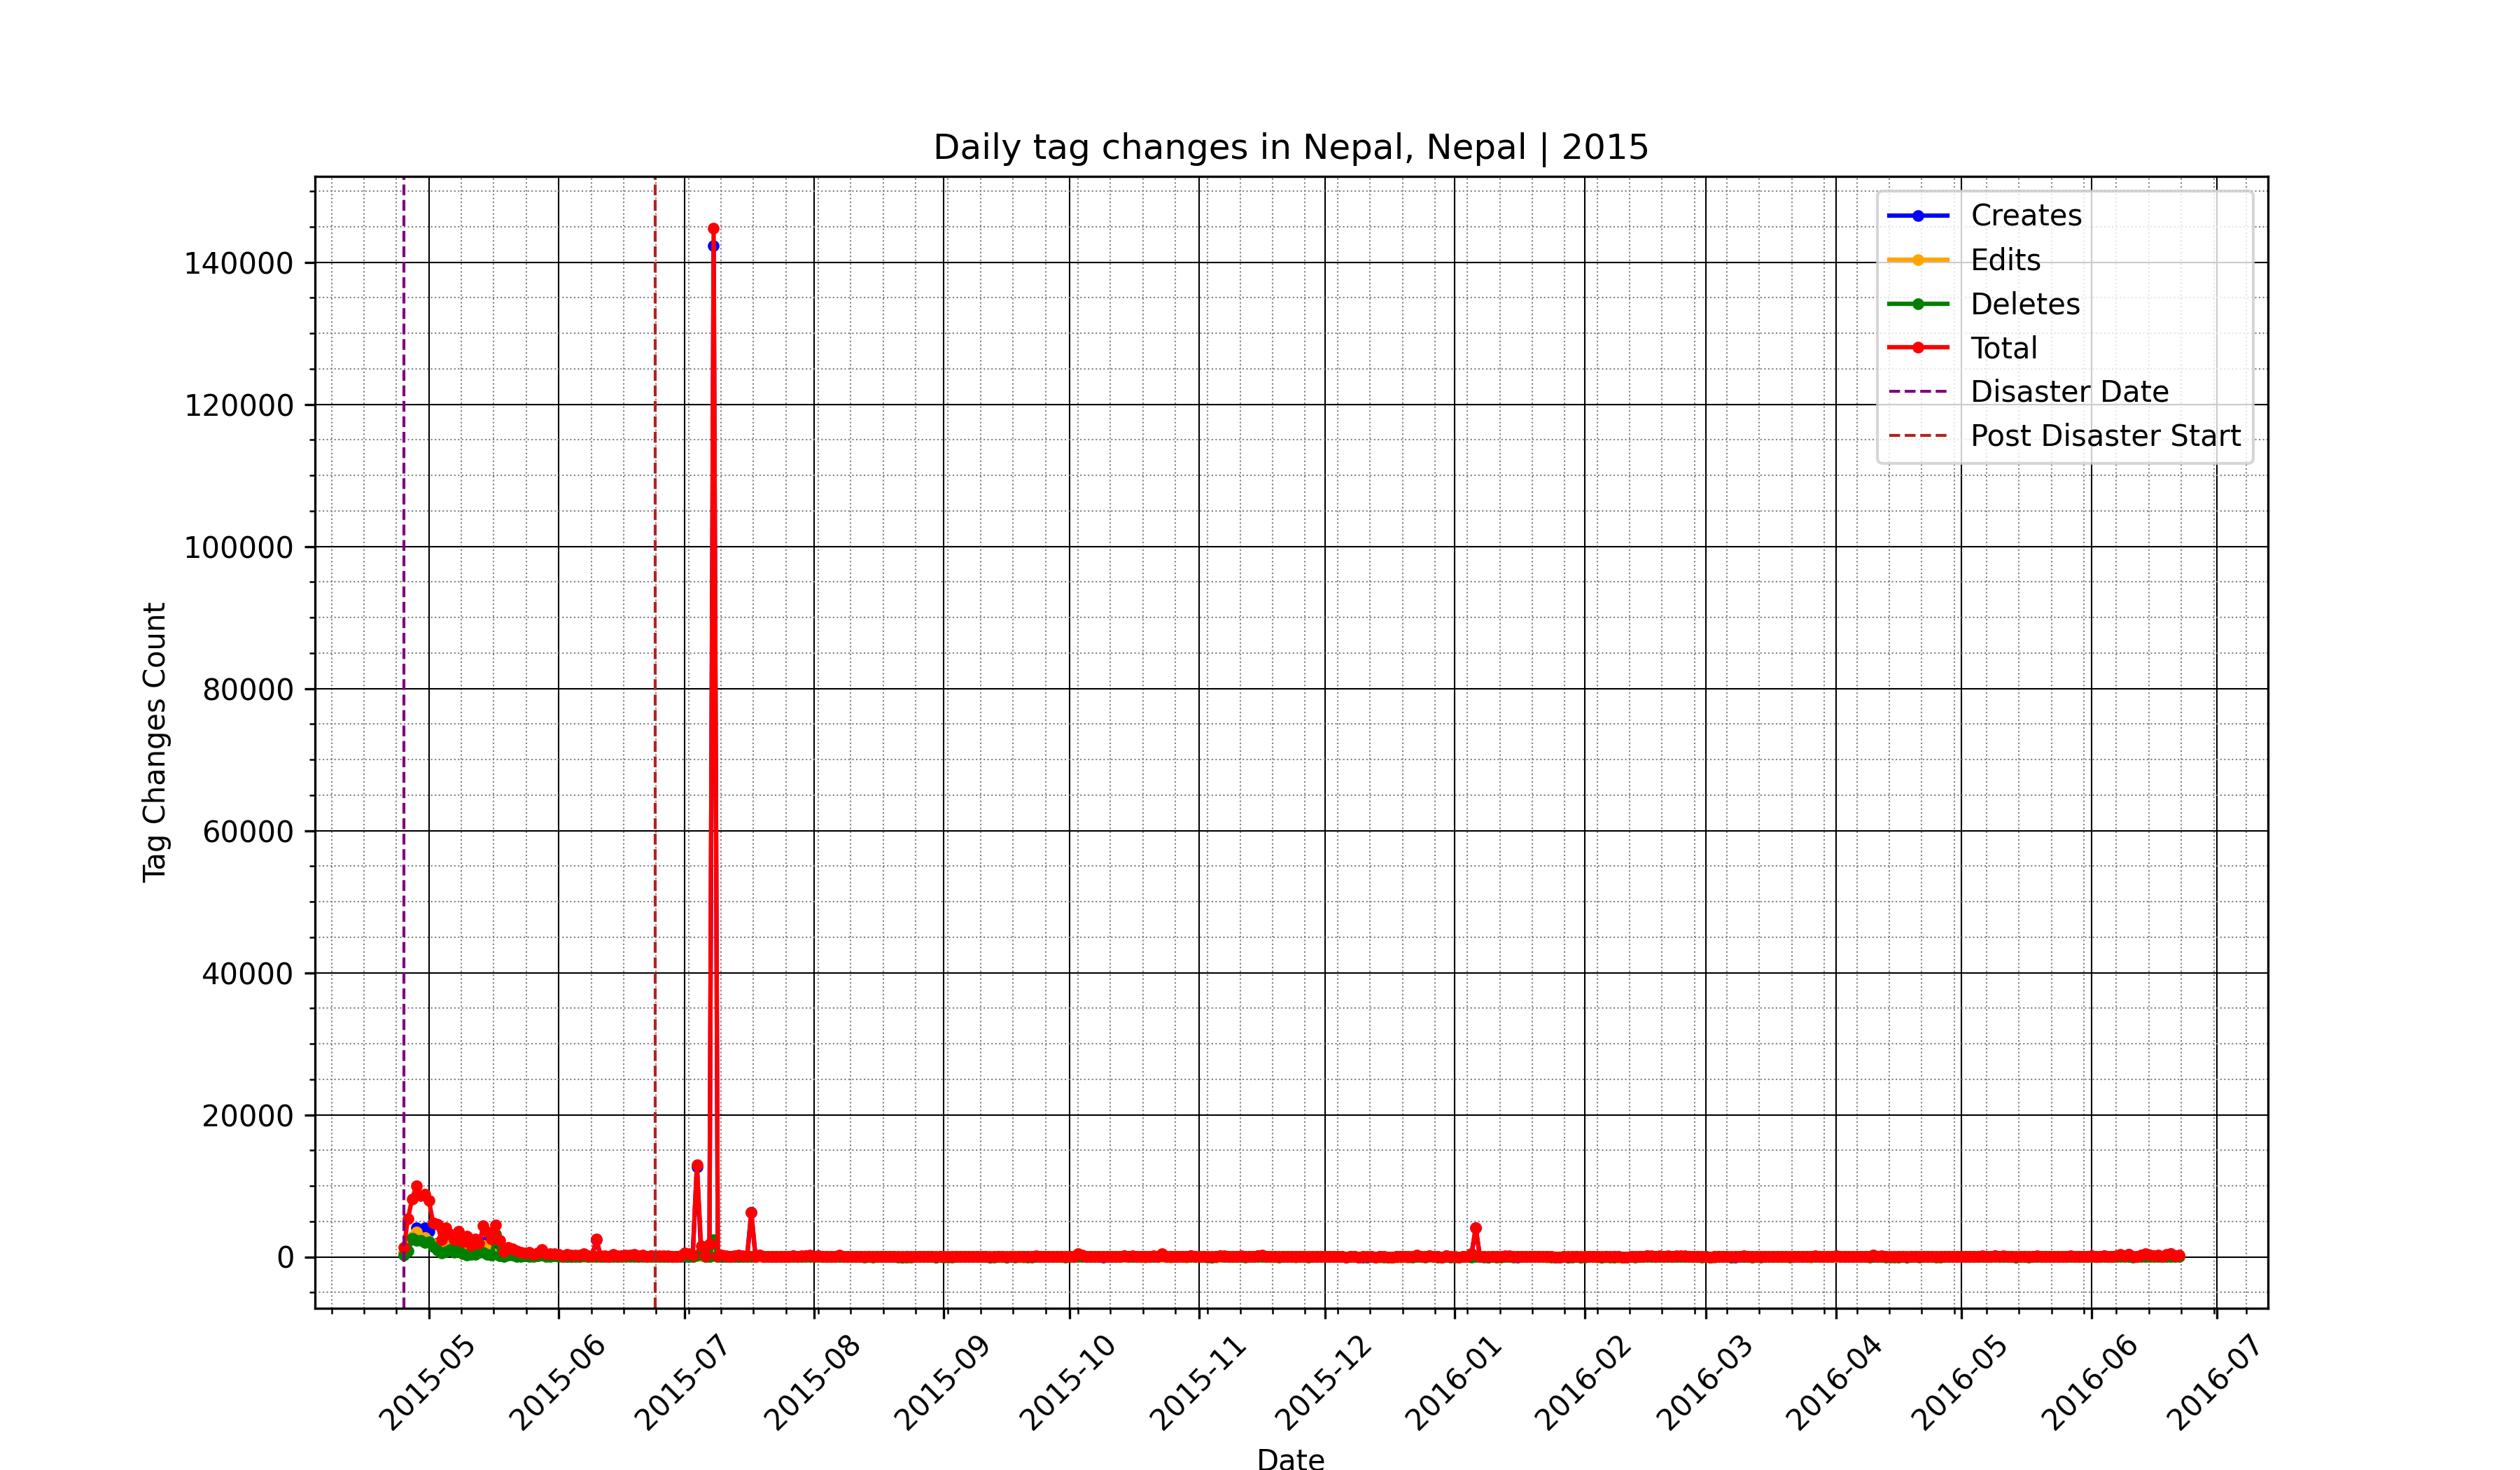 Daily tag changes in Nepal, Nepal | 2015
Creates
Edits
Deletes
Total
Disaster Date
Post Disaster Start
Tag Changes Count
140000
120000
100000
80000
60000
40000
20000
0
2015-05
2015-06
2015-07
2015-08
2015-09
2015-10
2015-11
2015-12
2016-01
2016-02
2016-03
2016-04
2016-05
2016-06
2016-07
Date